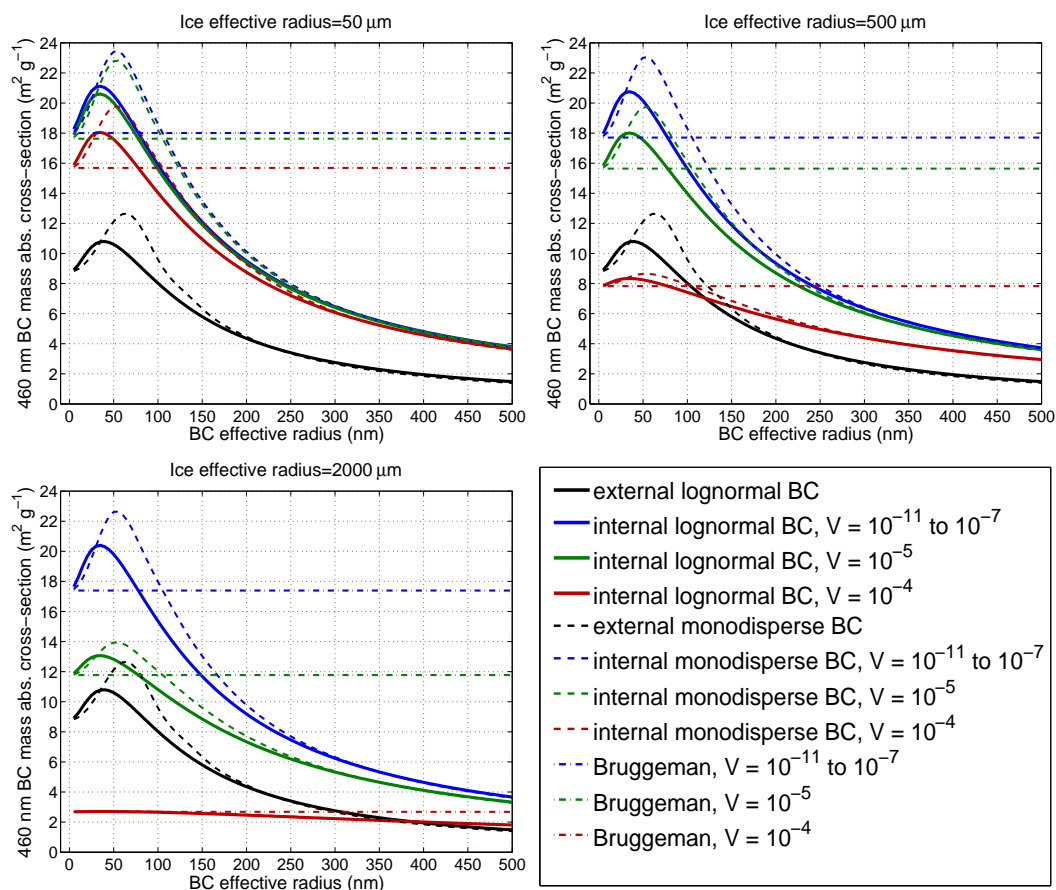 Ice effective radius=50 μm
460 nm BC mass abs. cross−section (m² g⁻¹)
24
22
20
18
16
14
12
10
8
6
4
2
0
0 50 100 150 200 250 300 350 400 450 500
BC effective radius (nm)
Ice effective radius=500 μm
460 nm BC mass abs. cross−section (m² g⁻¹)
24
22
20
18
16
14
12
10
8
6
4
2
0
0 50 100 150 200 250 300 350 400 450 500
BC effective radius (nm)
Ice effective radius=2000 μm
460 nm BC mass abs. cross−section (m² g⁻¹)
24
22
20
18
16
14
12
10
8
6
4
2
0
0 50 100 150 200 250 300 350 400 450 500
BC effective radius (nm)
external lognormal BC
internal lognormal BC, V = 10⁻¹¹ to 10⁻⁷
internal lognormal BC, V = 10⁻⁵
internal lognormal BC, V = 10⁻⁴
external monodisperse BC
internal monodisperse BC, V = 10⁻¹¹ to 10⁻⁷
internal monodisperse BC, V = 10⁻⁵
internal monodisperse BC, V = 10⁻⁴
Bruggeman, V = 10⁻¹¹ to 10⁻⁷
Bruggeman, V = 10⁻⁵
Bruggeman, V = 10⁻⁴